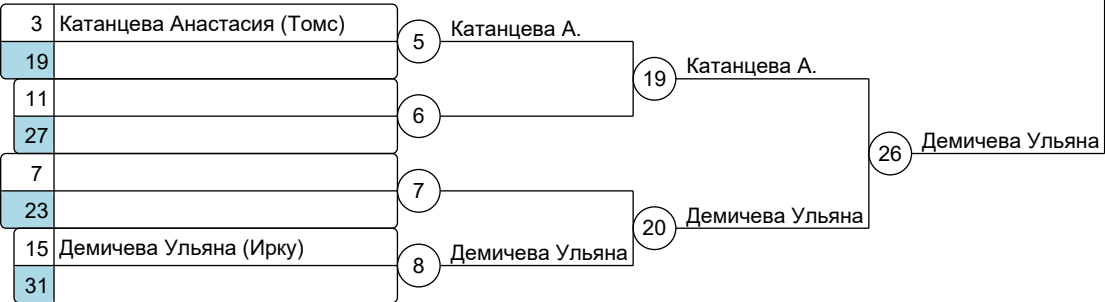 3 Катанцева Анастасия (Томс)
5 Катанцева А.
19
19 Катанцева А.
11
6
27
26 Демичева Ульяна
7
7
23
20 Демичева Ульяна
15 Демичева Ульяна (Ирку)
8 Демичева Ульяна
31